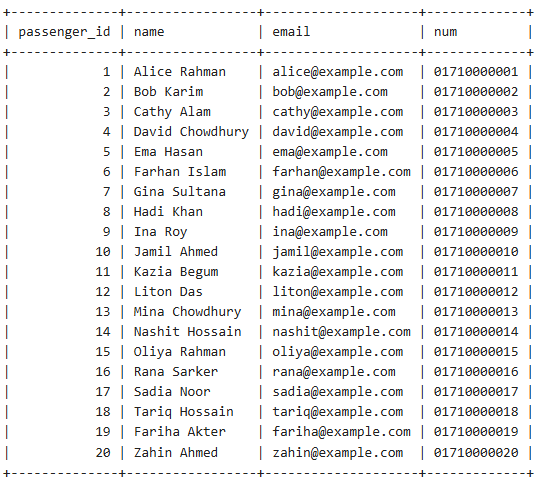 +--------------+-----------------+--------------------+-------------+
| passenger_id | name            | email              | num         |
+--------------+-----------------+--------------------+-------------+
|            1 | Alice Rahman    | alice@example.com  | 01710000001 |
|            2 | Bob Karim       | bob@example.com    | 01710000002 |
|            3 | Cathy Alam      | cathy@example.com  | 01710000003 |
|            4 | David Chowdhury | david@example.com  | 01710000004 |
|            5 | Ema Hasan       | ema@example.com    | 01710000005 |
|            6 | Farhan Islam    | farhan@example.com | 01710000006 |
|            7 | Gina Sultana    | gina@example.com   | 01710000007 |
|            8 | Hadi Khan       | hadi@example.com   | 01710000008 |
|            9 | Ina Roy         | ina@example.com    | 01710000009 |
|           10 | Jamil Ahmed     | jamil@example.com  | 01710000010 |
|           11 | Kazia Begum     | kazia@example.com  | 01710000011 |
|           12 | Liton Das       | liton@example.com  | 01710000012 |
|           13 | Mina Chowdhury  | mina@example.com   | 01710000013 |
|           14 | Nashit Hossain  | nashit@example.com | 01710000014 |
|           15 | Oliya Rahman    | oliya@example.com  | 01710000015 |
|           16 | Rana Sarker     | rana@example.com   | 01710000016 |
|           17 | Sadia Noor      | sadia@example.com  | 01710000017 |
|           18 | Tariq Hossain   | tariq@example.com  | 01710000018 |
|           19 | Fariha Akter    | fariha@example.com | 01710000019 |
|           20 | Zahin Ahmed     | zahin@example.com  | 01710000020 |
+--------------+-----------------+--------------------+-------------+